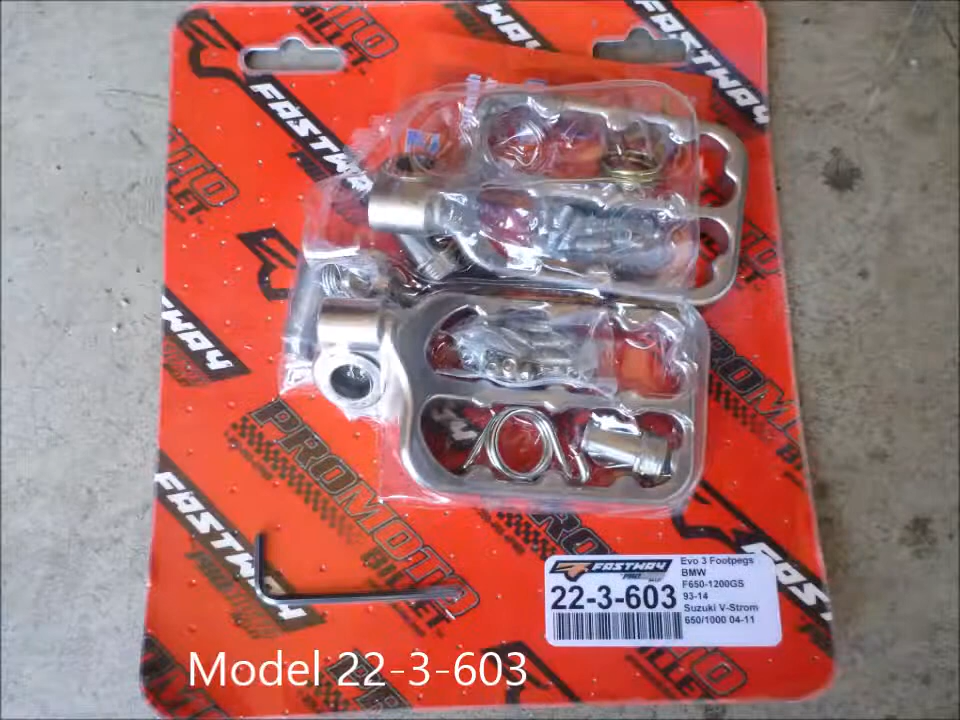 PROMOTO
BILLET
FASTWAY
FASTWAY
FASTWAY
FASTWAY
PROMOTO
BILLET
PROMOTO
FASTWAY
FASTWAY
22-3-603
Evo 3 Footpegs
BMW
F650-1200GS
93-14
Suzuki V-Strom
650/1000 04-11
Model 22-3-603